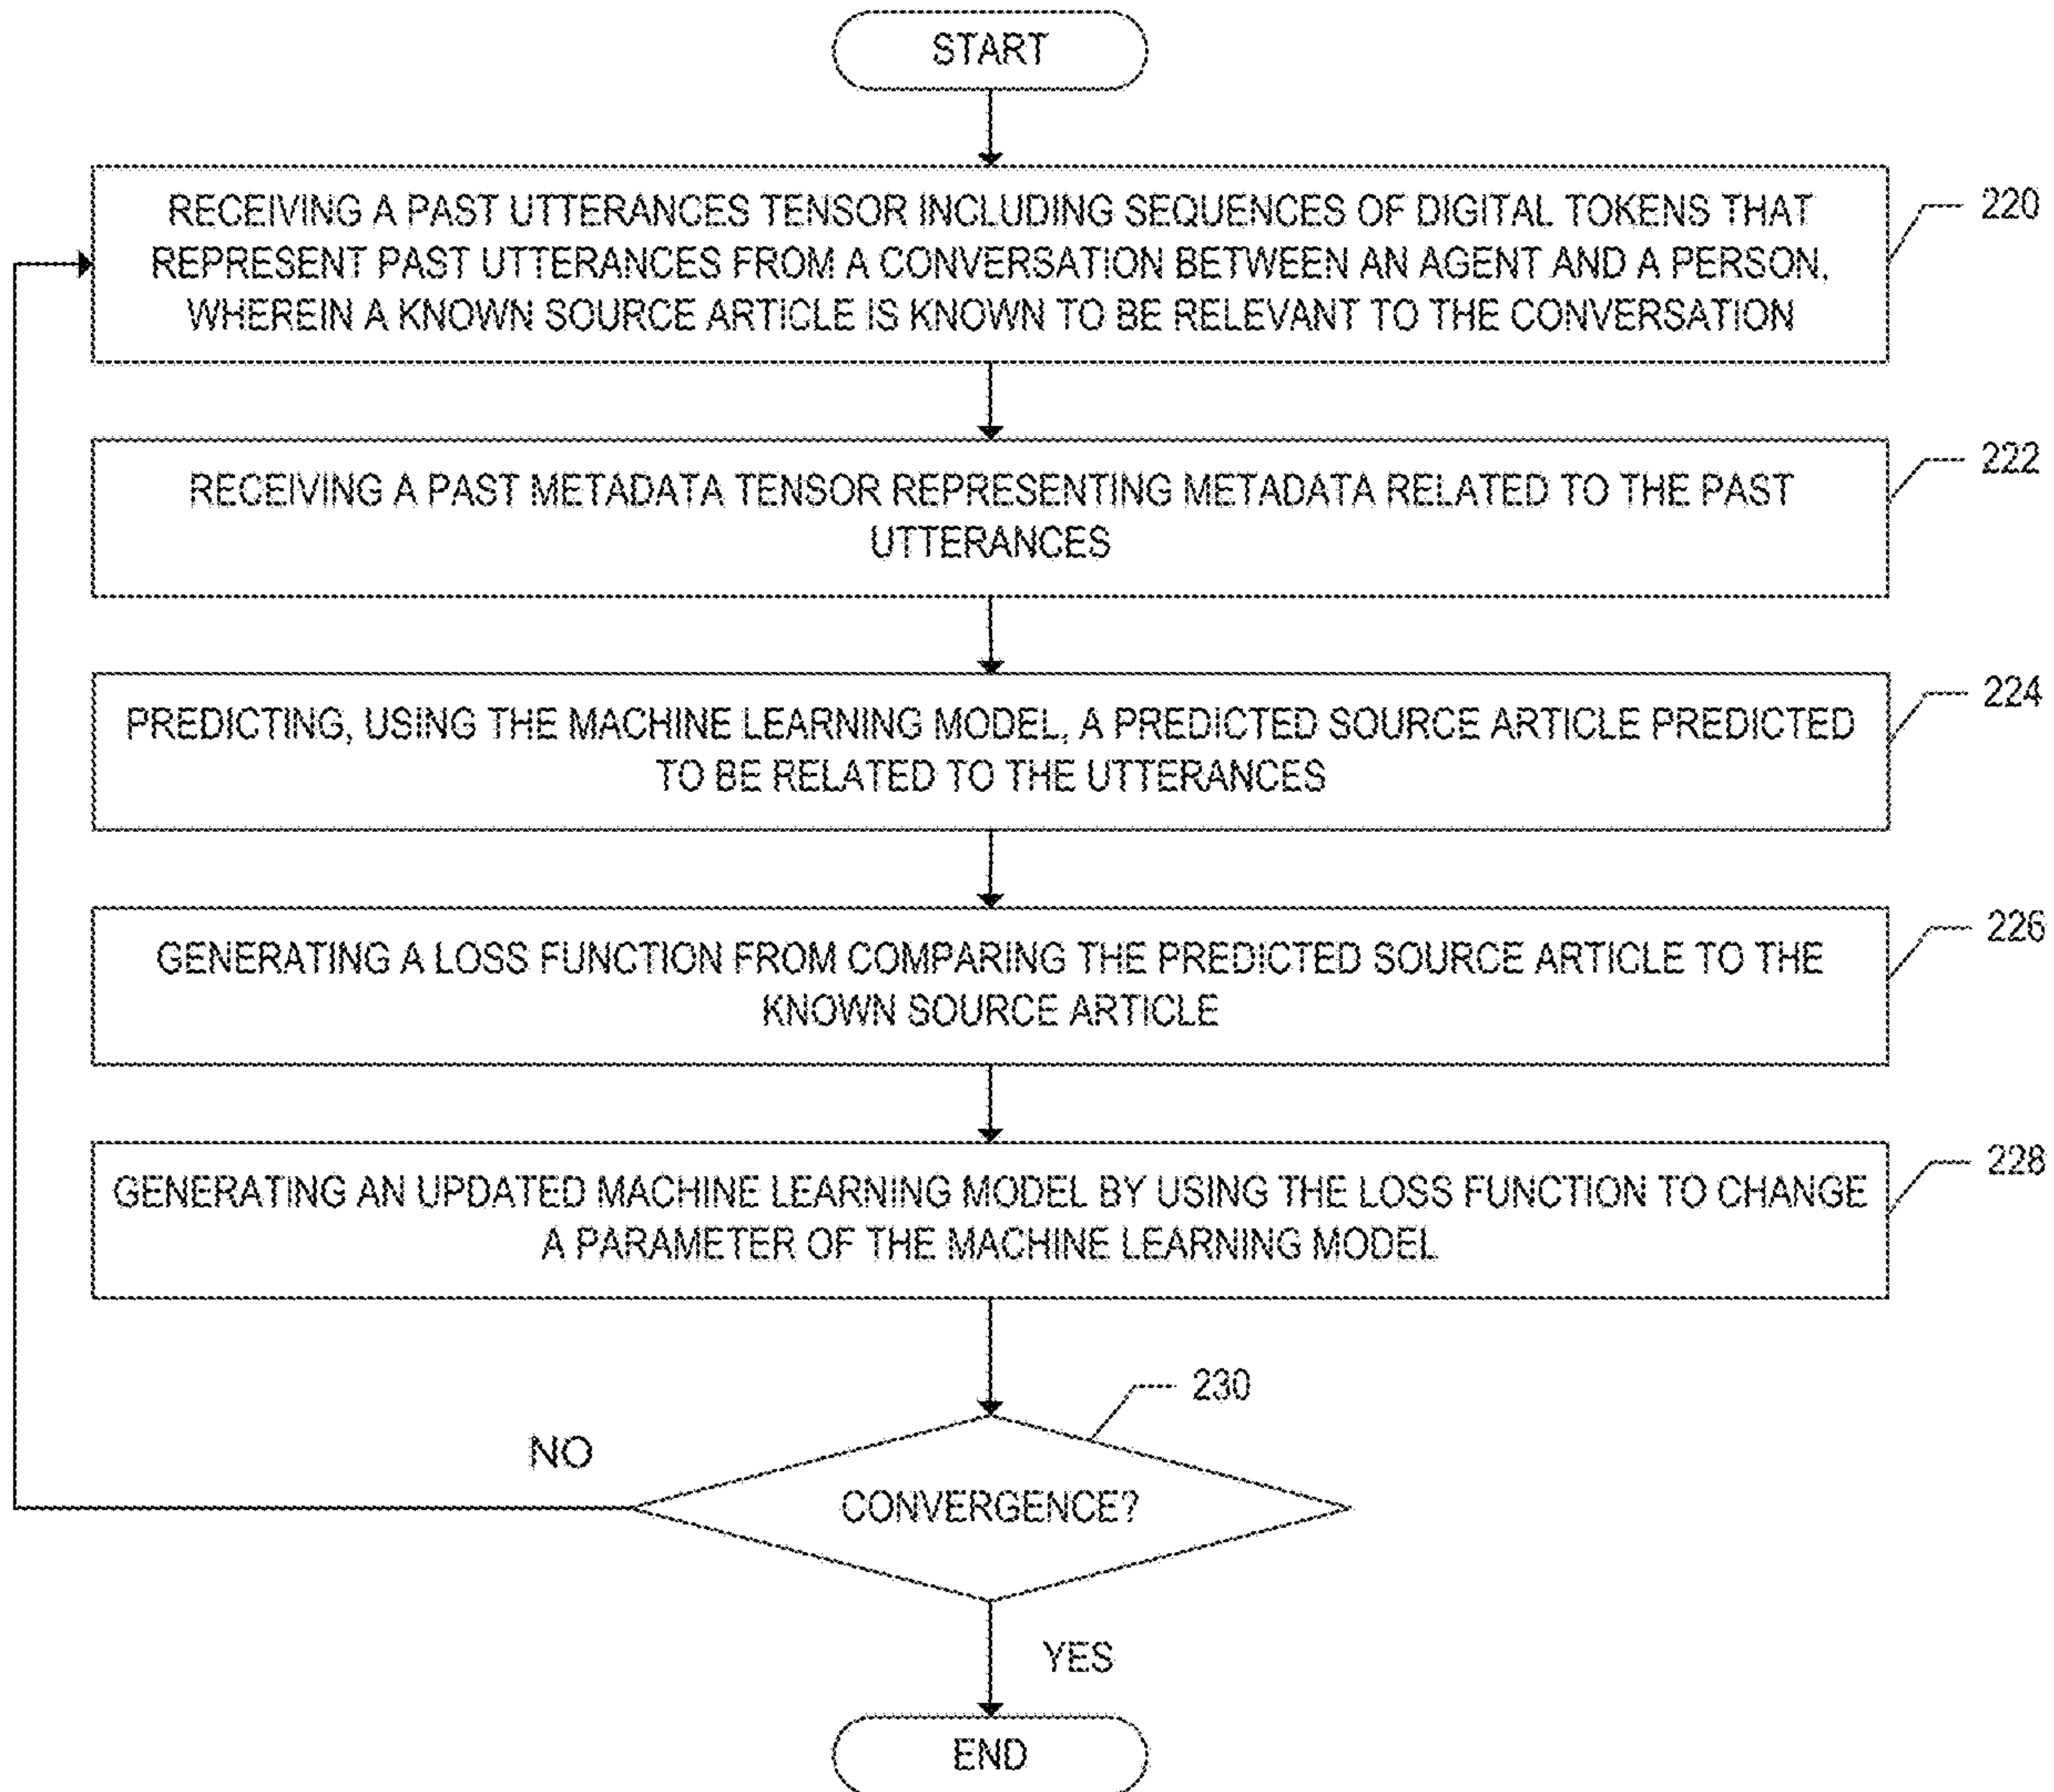 START
RECEIVING A PAST UTTERANCES TENSOR INCLUDING SEQUENCES OF DIGITAL TOKENS THAT
REPRESENT PAST UTTERANCES FROM A CONVERSATION BETWEEN AN AGENT AND A PERSON,
WHEREIN A KNOWN SOURCE ARTICLE IS KNOWN TO BE RELEVANT TO THE CONVERSATION
220
RECEIVING A PAST METADATA TENSOR REPRESENTING METADATA RELATED TO THE PAST
UTTERANCES
222
PREDICTING, USING THE MACHINE LEARNING MODEL, A PREDICTED SOURCE ARTICLE PREDICTED
TO BE RELATED TO THE UTTERANCES
224
GENERATING A LOSS FUNCTION FROM COMPARING THE PREDICTED SOURCE ARTICLE TO THE
KNOWN SOURCE ARTICLE
226
GENERATING AN UPDATED MACHINE LEARNING MODEL BY USING THE LOSS FUNCTION TO CHANGE
A PARAMETER OF THE MACHINE LEARNING MODEL
228
230
NO
CONVERGENCE?
YES
END